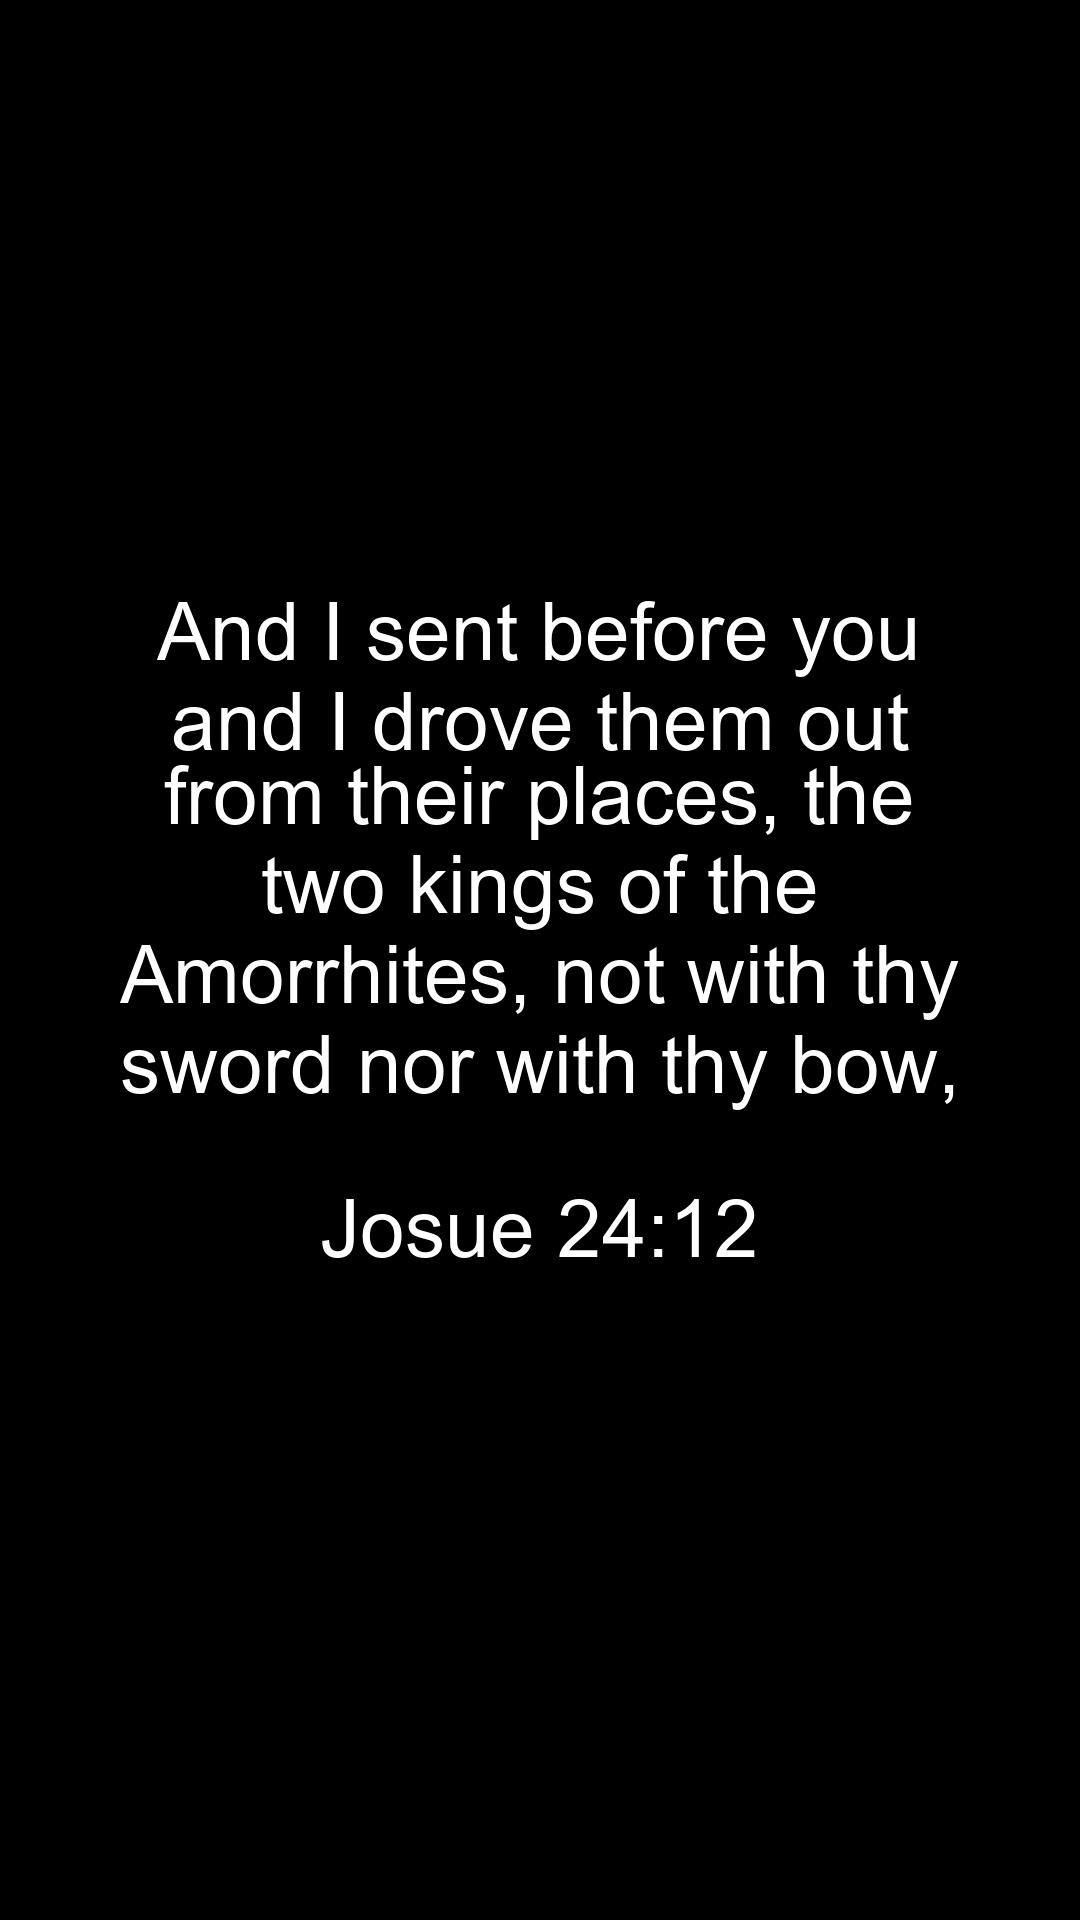 And I sent before you
and I drove them out
from their places, the
two kings of the
Amorrhites, not with thy
sword nor with thy bow,
Josue 24:12